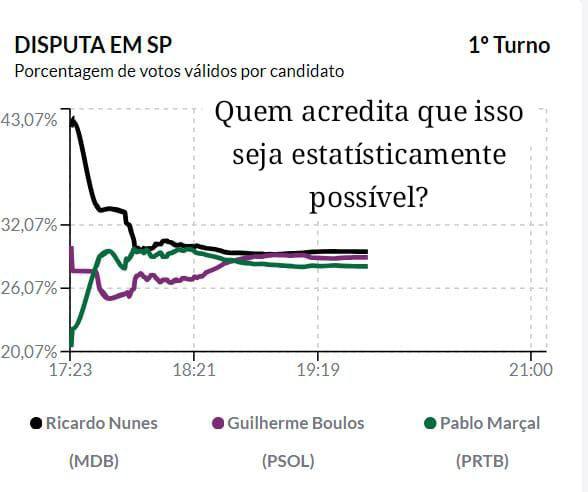 DISPUTA EM SP 1º Turno
Porcentagem de votos válidos por candidato
43,07%
Quem acredita que isso
seja estatísticamente
possível?
32,07%
26,07%
20,07%
17:23 18:21 19:19 21:00
Ricardo Nunes Guilherme Boulos Pablo Marçal
(MDB) (PSOL) (PRTB)